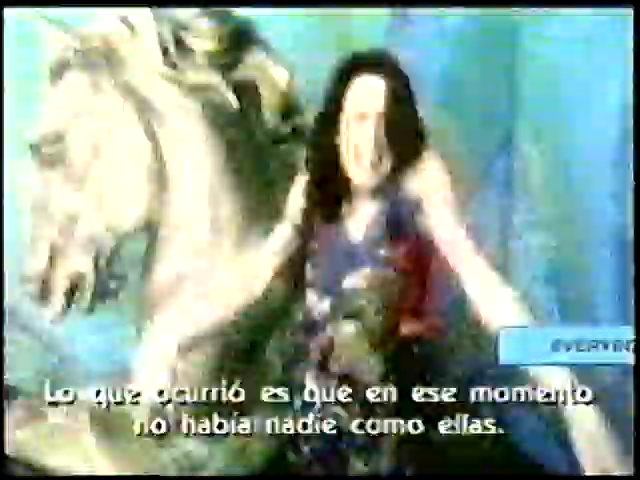 Lo que ocurrió es que en ese momento
no había nadie como ellas.